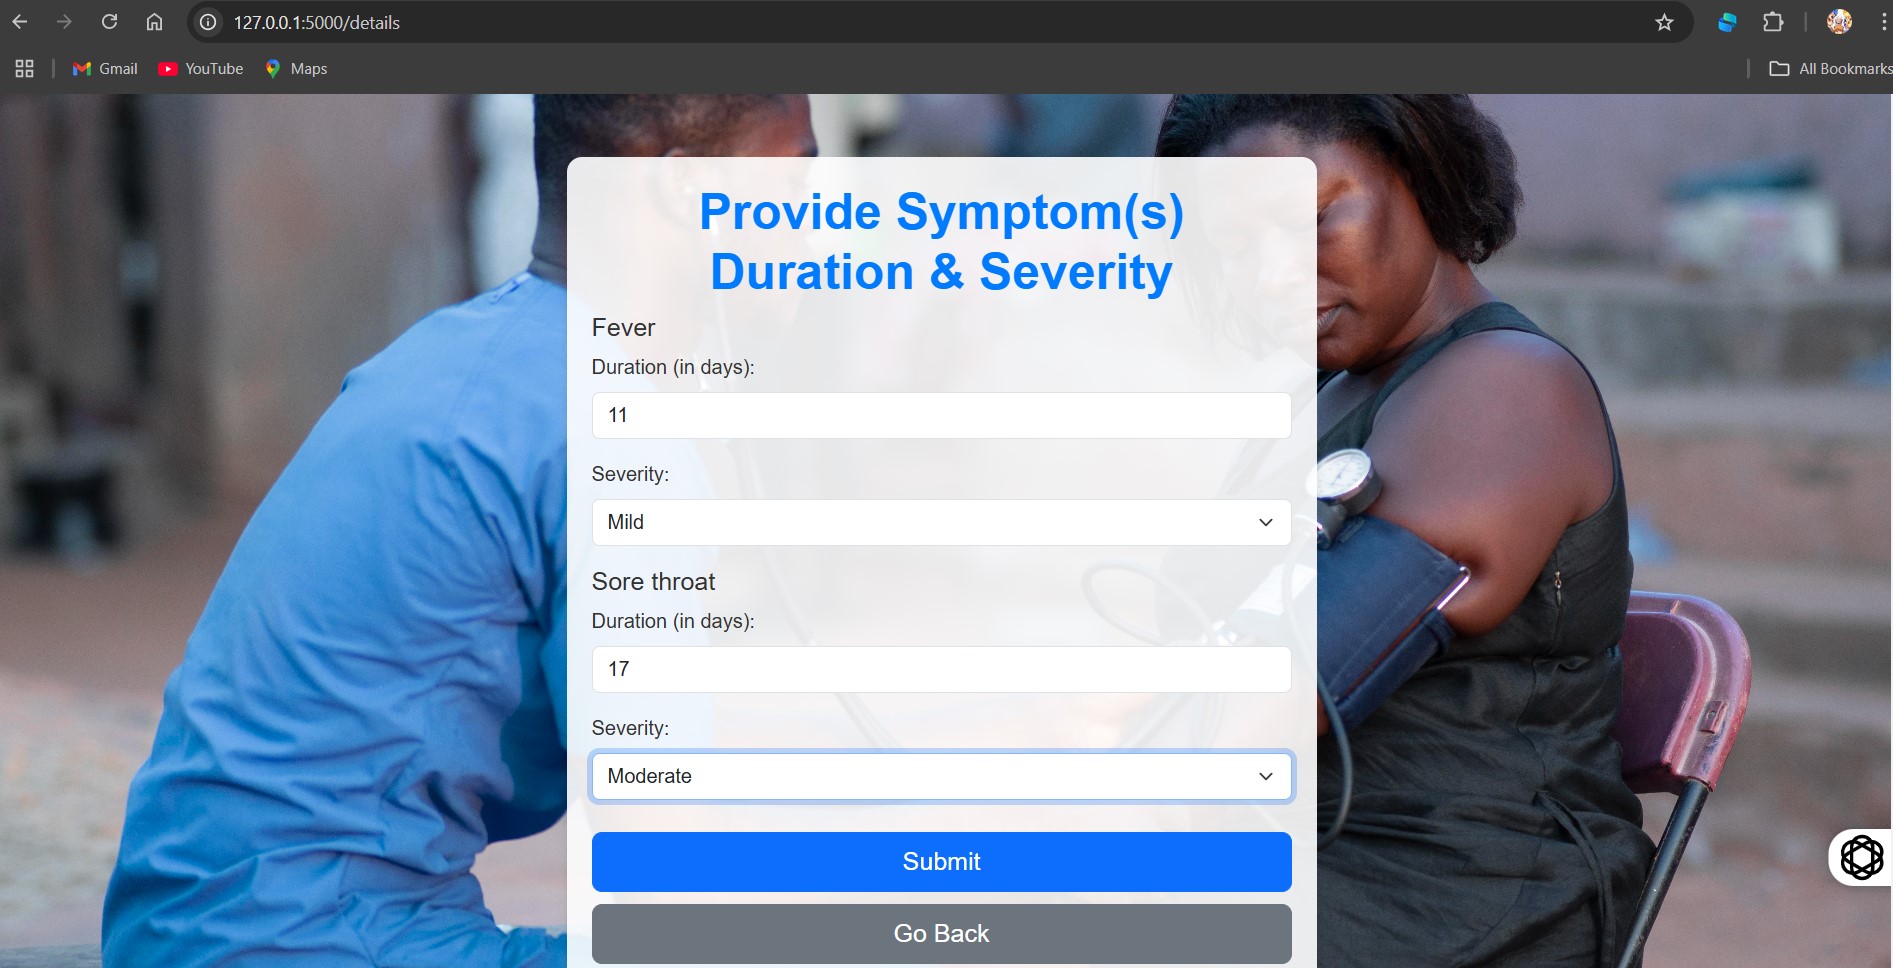 127.0.0.1:5000/details
Gmail YouTube Maps All Bookmarks
Provide Symptom(s)
Duration & Severity
Fever
Duration (in days):
11
Severity:
Mild
Sore throat
Duration (in days):
17
Severity:
Moderate
Submit
Go Back